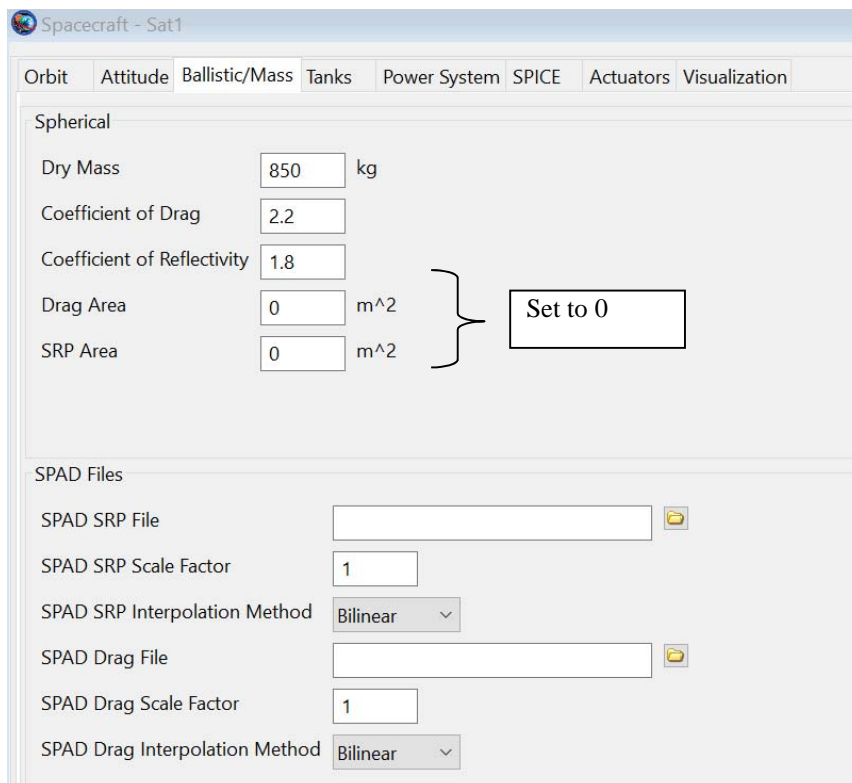 Spacecraft - Sat1
Orbit Attitude Ballistic/Mass Tanks Power System SPICE Actuators Visualization
Spherical
Dry Mass 850 kg
Coefficient of Drag 2.2
Coefficient of Reflectivity 1.8
Drag Area 0 m^2
Set to 0
SRP Area 0 m^2
SPAD Files
SPAD SRP File
SPAD SRP Scale Factor 1
SPAD SRP Interpolation Method Bilinear
SPAD Drag File
SPAD Drag Scale Factor 1
SPAD Drag Interpolation Method Bilinear